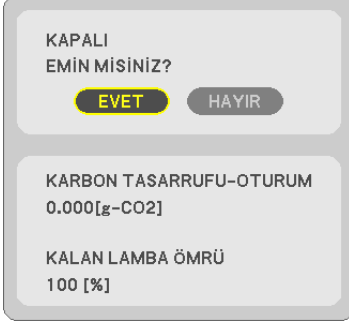 KAPALI
EMİN MİSİNİZ?
EVET HAYIR
KARBON TASARRUFU-OTURUM
0.000[g-CO2]
KALAN LAMBA ÖMRÜ
100 [%]